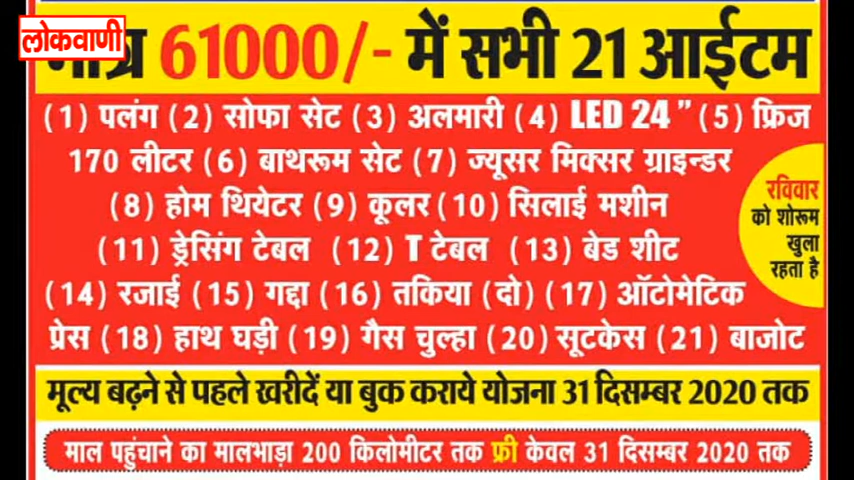 लोकवाणी
मात्र 61000/- में सभी 21 आईटम
(1) पलंग (2) सोफा सेट (3) अलमारी (4) LED 24 ” (5) फ्रिज
170 लीटर (6) बाथरूम सेट (7) ज्यूसर मिक्सर ग्राइन्डर
(8) होम थियेटर (9) कूलर (10) सिलाई मशीन
(11) ड्रेसिंग टेबल (12) T टेबल (13) बेड शीट
(14) रजाई (15) गद्दा (16) तकिया (दो) (17) ऑटोमेटिक
प्रेस (18) हाथ घड़ी (19) गैस चुल्हा (20) सूटकेस (21) बाजोट
रविवार
को शोरूम
खुला
रहता है
मूल्य बढ़ने से पहले खरीदें या बुक कराये योजना 31 दिसम्बर 2020 तक
माल पहुंचाने का मालभाड़ा 200 किलोमीटर तक फ्री केवल 31 दिसम्बर 2020 तक